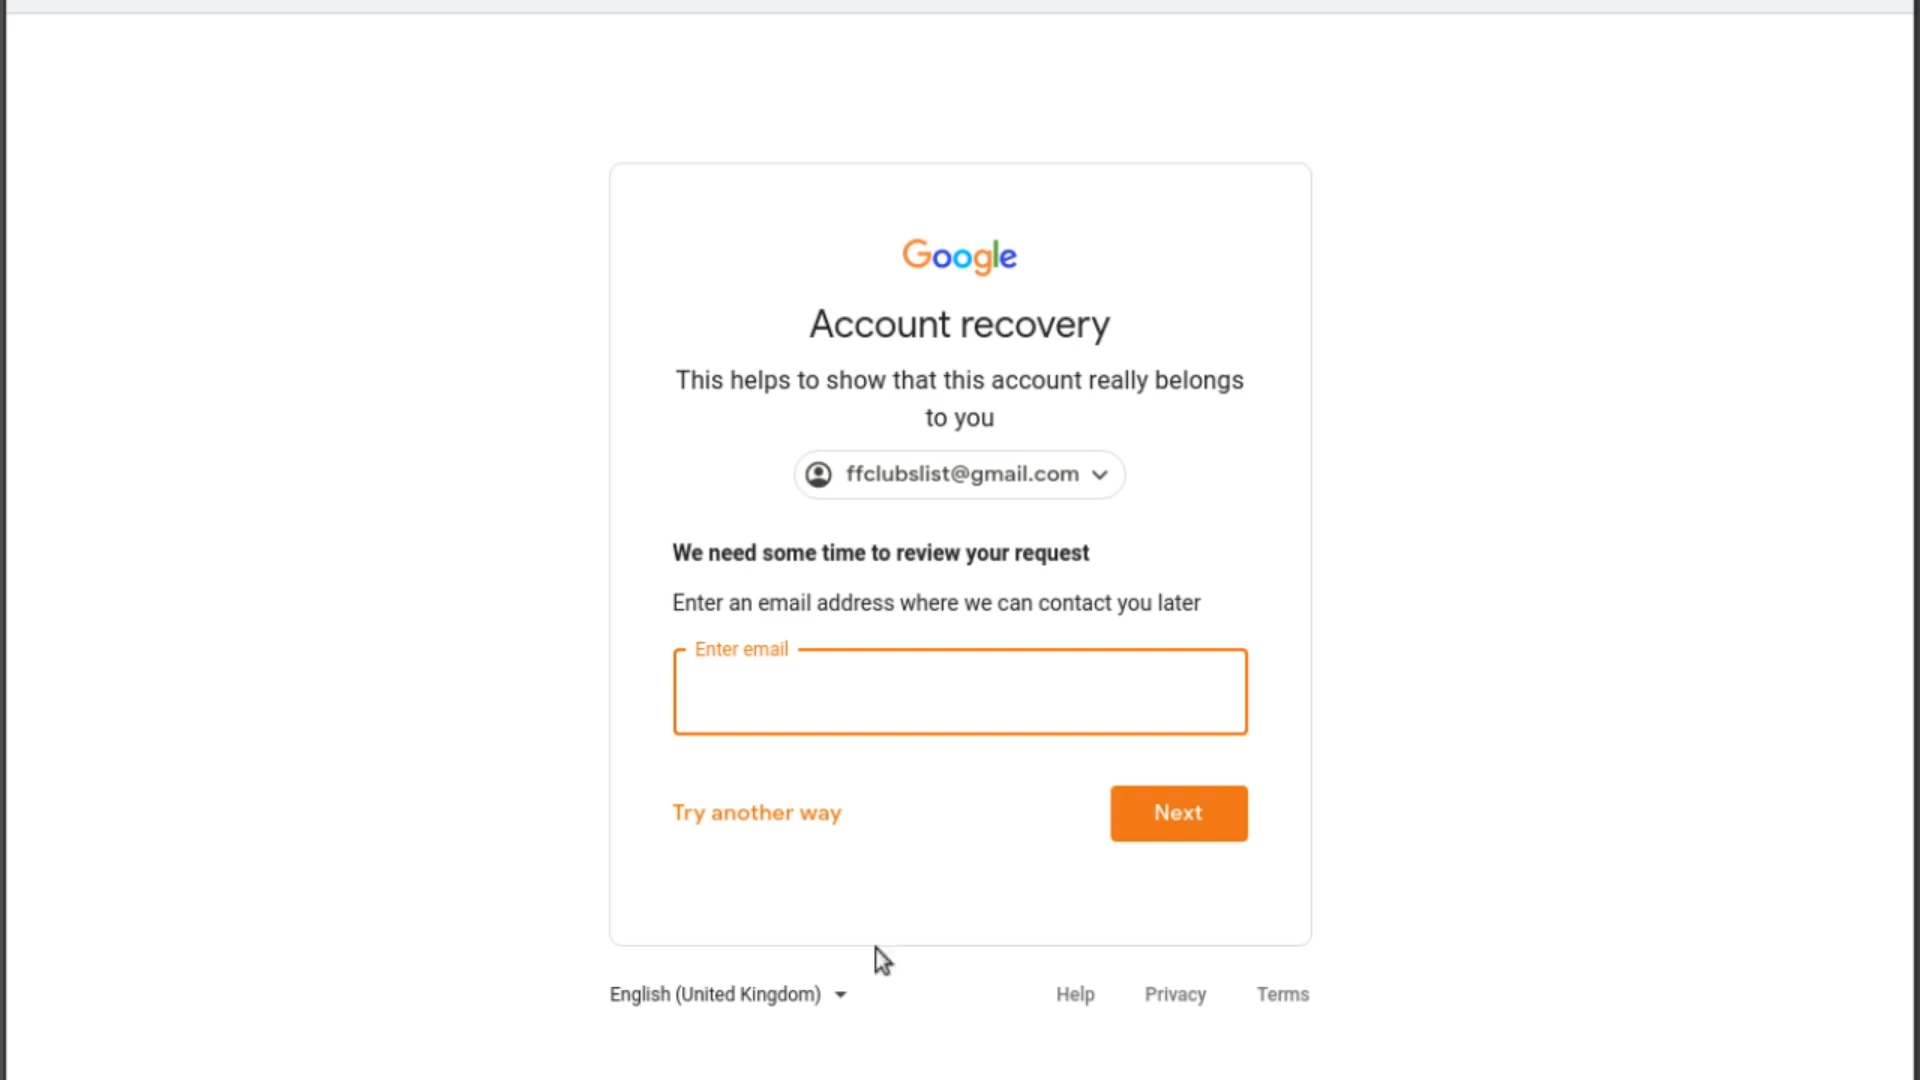 Google
Account recovery
This helps to show that this account really belongs
to you
ffclubslist@gmail.com
We need some time to review your request
Enter an email address where we can contact you later
Enter email
Try another way
Next
English (United Kingdom)
Help
Privacy
Terms